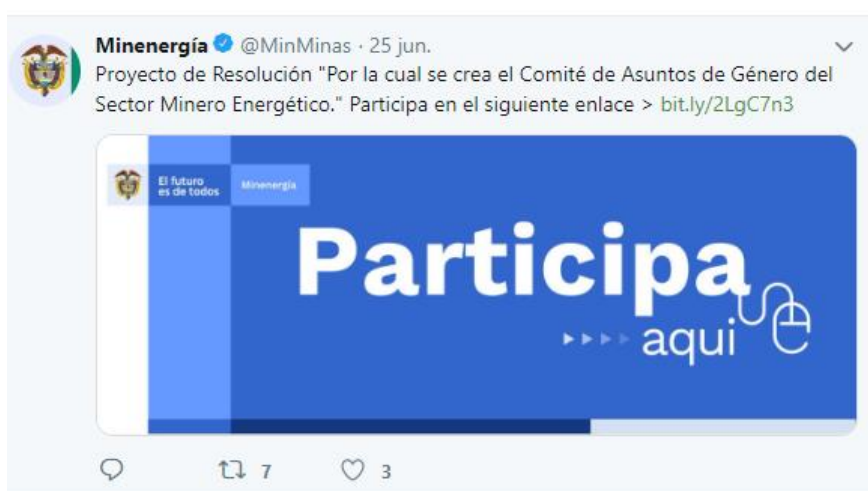 Minenergía @MinMinas · 25 jun.
Proyecto de Resolución "Por la cual se crea el Comité de Asuntos de Género del
Sector Minero Energético." Participa en el siguiente enlace > bit.ly/2LgC7n3
El futuro
es de todos
Minenergía
Participa
aqui
7 3